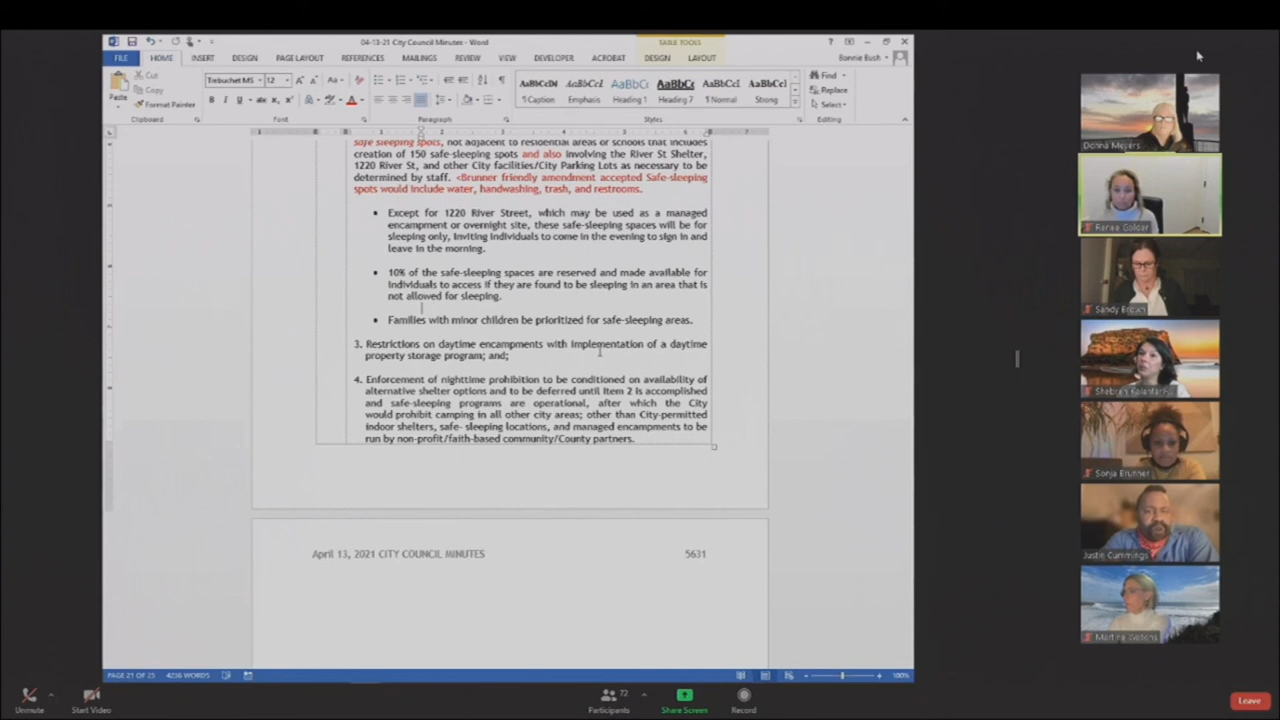 04-13-21 City Council Minutes - Word
TABLE TOOLS
FILE HOME INSERT DESIGN PAGE LAYOUT REFERENCES MAILINGS REVIEW VIEW DEVELOPER ACROBAT DESIGN LAYOUT
Bonnie Bush
Paste
Cut
Copy
Format Painter
Trebuchet MS 12
AaBbCcDd AaBbCcI AaBbCc AaBbCc AaBbCcI AaBbCcI
¶ Caption Emphasis Heading 1 Heading 7 ¶ Normal Strong
Find
Replace
Select
Clipboard Font Paragraph Styles Editing
safe sleeping spots, not adjacent to residential areas or schools that includes
creation of 150 safe-sleeping spots and also involving the River St Shelter,
1220 River St, and other City facilities/City Parking Lots as necessary to be
determined by staff. <Brunner friendly amendment accepted Safe-sleeping
spots would include water, handwashing, trash, and restrooms.
• Except for 1220 River Street, which may be used as a managed
encampment or overnight site, these safe-sleeping spaces will be for
sleeping only, inviting individuals to come in the evening to sign in and
leave in the morning.
• 10% of the safe-sleeping spaces are reserved and made available for
individuals to access if they are found to be sleeping in an area that is
not allowed for sleeping.
• Families with minor children be prioritized for safe-sleeping areas.
3. Restrictions on daytime encampments with implementation of a daytime
property storage program; and;
4. Enforcement of nighttime prohibition to be conditioned on availability of
alternative shelter options and to be deferred until Item 2 is accomplished
and safe-sleeping programs are operational, after which the City
would prohibit camping in all other city areas; other than City-permitted
indoor shelters, safe- sleeping locations, and managed encampments to be
run by non-profit/faith-based community/County partners.
April 13, 2021 CITY COUNCIL MINUTES 5631
PAGE 21 OF 25 4236 WORDS
100%
Donna Meyers
Renee Golder
Sandy Brown
Shebreh Kalantar-
Sonja Brunner
Justin Cummings
Martine Watkins
Unmute
Start Video
72
Participants
Share Screen
Record
Leave